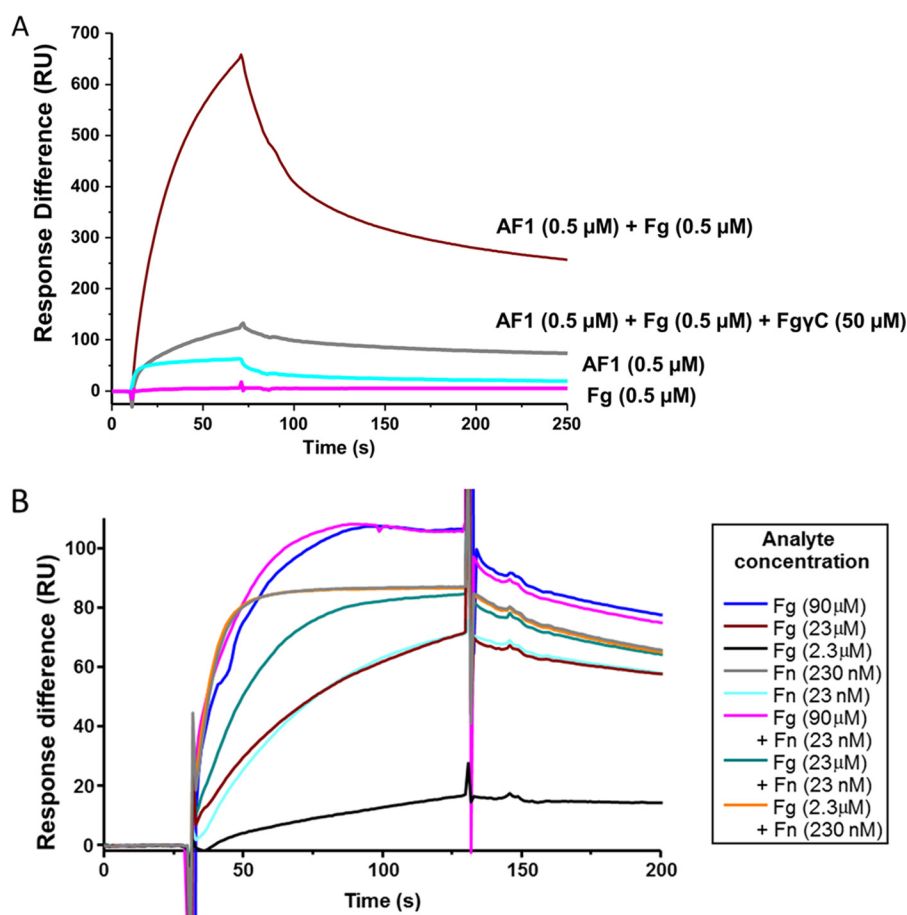 A
Response Difference (RU)
700
600
500
400
300
200
100
0
AF1 (0.5 µM) + Fg (0.5 µM)
AF1 (0.5 µM) + Fg (0.5 µM) + FgγC (50 µM)
AF1 (0.5 µM)
Fg (0.5 µM)
0 50 100 150 200 250
Time (s)
B
Response difference (RU)
100
80
60
40
20
0
0 50 100 150 200
Time (s)
Analyte
concentration
Fg (90µM)
Fg (23µM)
Fg (2.3µM)
Fn (230 nM)
Fn (23 nM)
Fg (90µM)
+ Fn (23 nM)
Fg (23µM)
+ Fn (23 nM)
Fg (2.3µM)
+ Fn (230 nM)